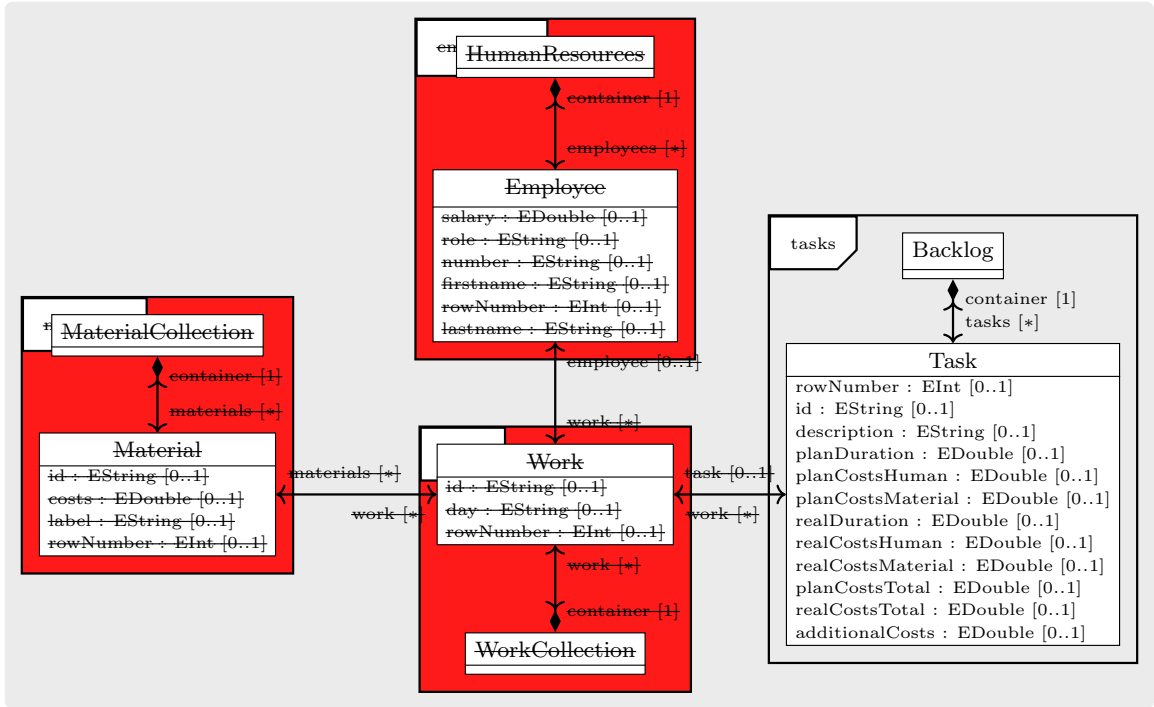 HumanResources
container [1]
employees [*]
Employee
salary : EDouble [0..1]
role : EString [0..1]
number : EString [0..1]
firstname : EString [0..1]
rowNumber : EInt [0..1]
lastname : EString [0..1]
employee [0..1]
work [*]
MaterialCollection
container [1]
materials [*]
Material
id : EString [0..1]
costs : EDouble [0..1]
label : EString [0..1]
rowNumber : EInt [0..1]
materials [*]
work [*]
Work
id : EString [0..1]
day : EString [0..1]
rowNumber : EInt [0..1]
task [0..1]
work [*]
work [*]
container [1]
WorkCollection
tasks
Backlog
container [1]
tasks [*]
Task
rowNumber : EInt [0..1]
id : EString [0..1]
description : EString [0..1]
planDuration : EDouble [0..1]
planCostsHuman : EDouble [0..1]
planCostsMaterial : EDouble [0..1]
realDuration : EDouble [0..1]
realCostsHuman : EDouble [0..1]
realCostsMaterial : EDouble [0..1]
planCostsTotal : EDouble [0..1]
realCostsTotal : EDouble [0..1]
additionalCosts : EDouble [0..1]